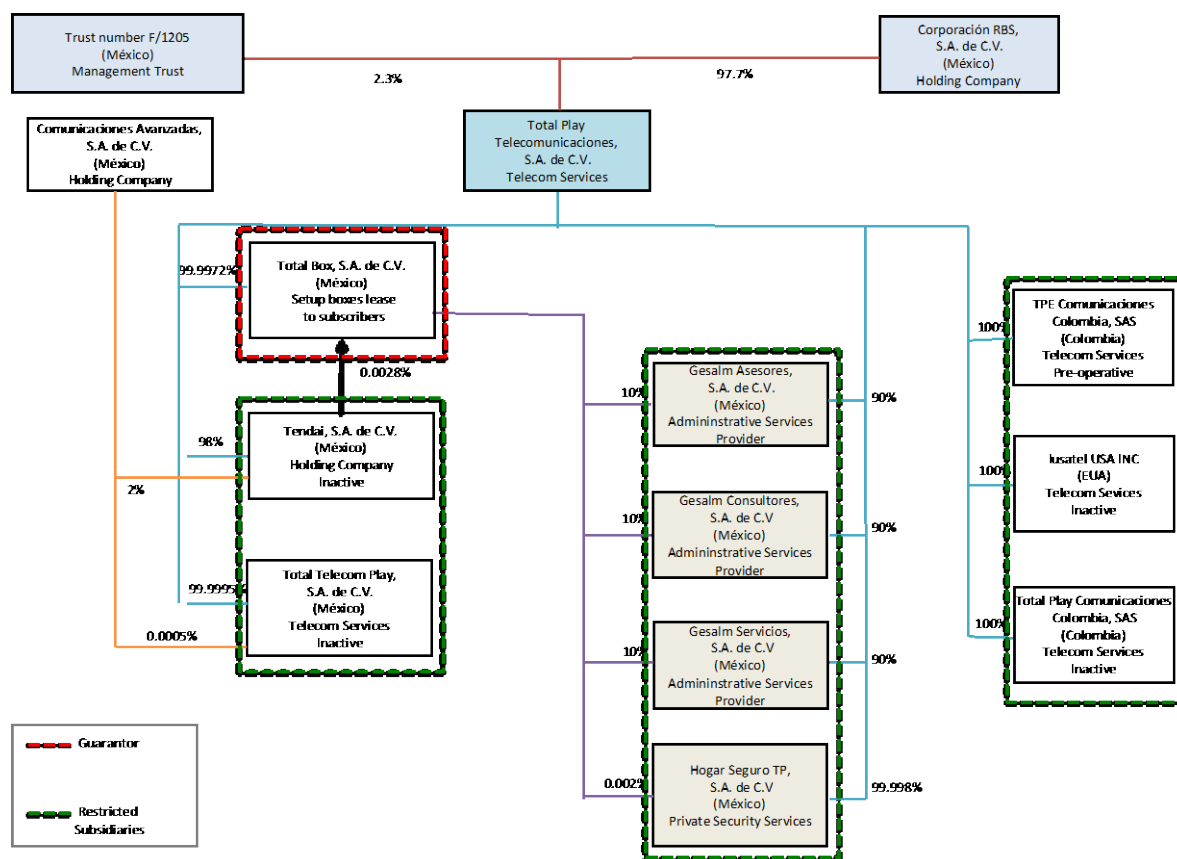 Trust number F/1205
(México)
Management Trust
Corporación RBS,
S.A. de C.V.
(México)
Holding Company
2.3%
97.7%
Comunicaciones Avanzadas,
S.A. de C.V.
(México)
Holding Company
Total Play
Telecomunicaciones,
S.A. de C.V.
Telecom Services
99.9972%
Total Box, S.A. de C.V.
(México)
Setup boxes lease
to subscribers
0.0028%
98%
2%
Tendai, S.A. de C.V.
(México)
Holding Company
Inactive
99.9995%
0.0005%
Total Telecom Play,
S.A. de C.V.
(México)
Telecom Services
Inactive
10%
Gesalm Asesores,
S.A. de C.V.
(México)
Admininstrative Services
Provider
90%
10%
Gesalm Consultores,
S.A. de C.V
(México)
Admininstrative Services
Provider
90%
10%
Gesalm Servicios,
S.A. de C.V
(México)
Admininstrative Services
Provider
90%
0.002%
Hogar Seguro TP,
S.A. de C.V
(México)
Private Security Services
99.998%
100%
TPE Comunicaciones
Colombia, SAS
(Colombia)
Telecom Services
Pre-operative
100%
Iusatel USA INC
(EUA)
Telecom Sevices
Inactive
100%
Total Play Comunicaciones
Colombia, SAS
(Colombia)
Telecom Services
Inactive
Guarantor
Restricted
Subsidiaries